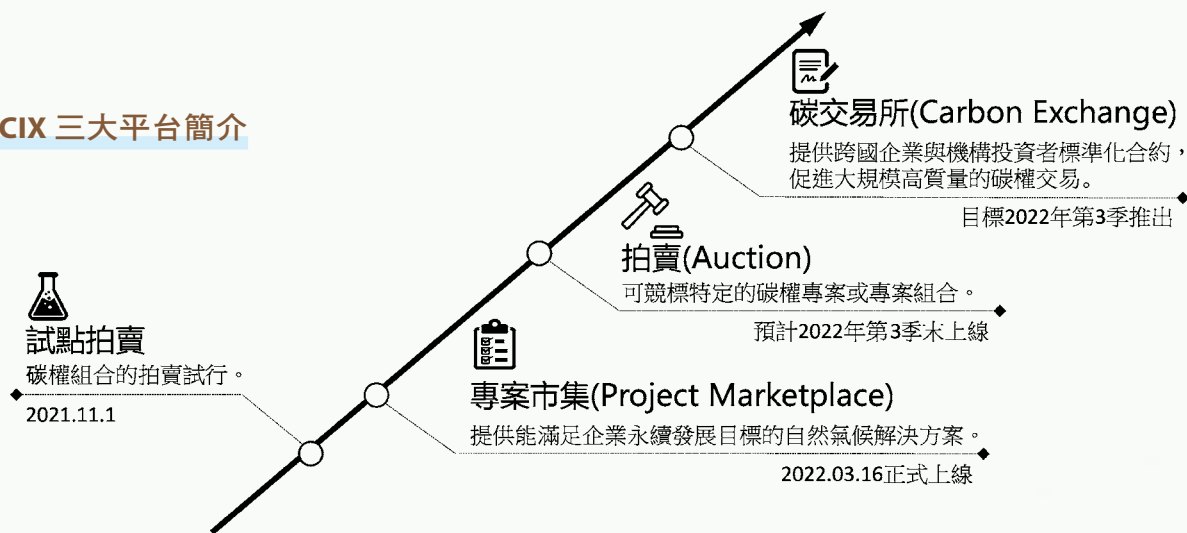 CIX 三大平台簡介
碳交易所(Carbon Exchange)
提供跨國企業與機構投資者標準化合約，
促進大規模高質量的碳權交易。
目標2022年第3季推出
拍賣(Auction)
可競標特定的碳權專案或專案組合。
預計2022年第3季末上線
試點拍賣
碳權組合的拍賣試行。
2021.11.1
專案市集(Project Marketplace)
提供能滿足企業永續發展目標的自然氣候解決方案。
2022.03.16正式上線